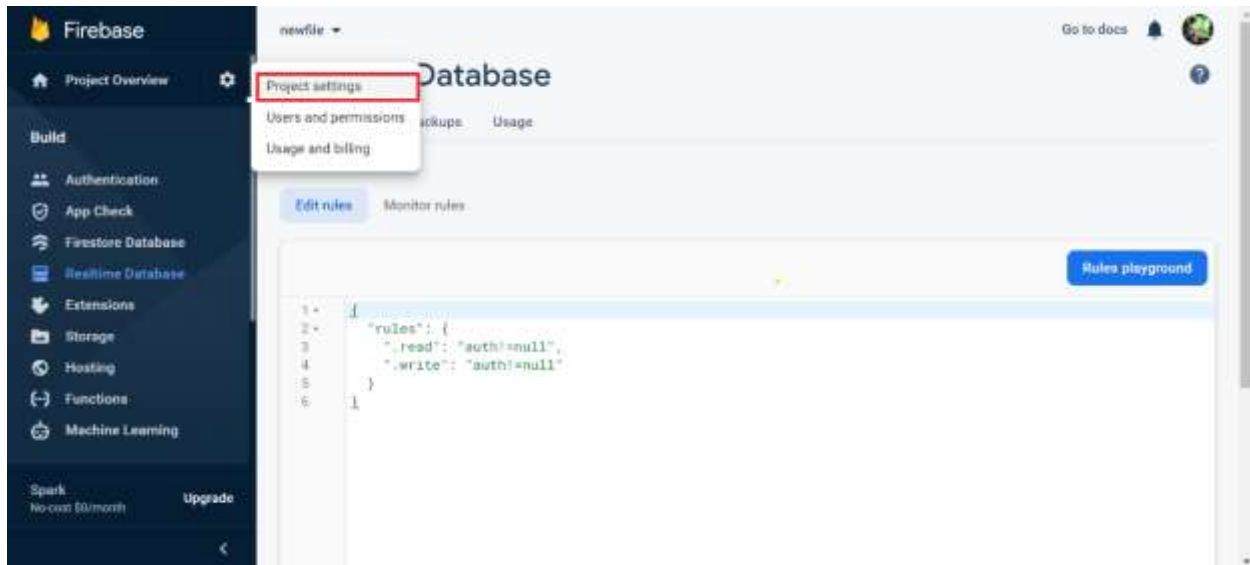 Firebase
newfile
Go to docs
Project Overview
Project settings
Database
Users and permissions
ackups
Usage
Usage and billing
Build
Authentication
App Check
Firestore Database
Realtime Database
Extensions
Storage
Hosting
Functions
Machine Learning
Edit rules
Monitor rules
Rules playground
1 {
2 "rules": {
3 ".read": "auth!=null",
4 ".write": "auth!=null"
5 }
6 }
Spark
No-cost $0/month
Upgrade